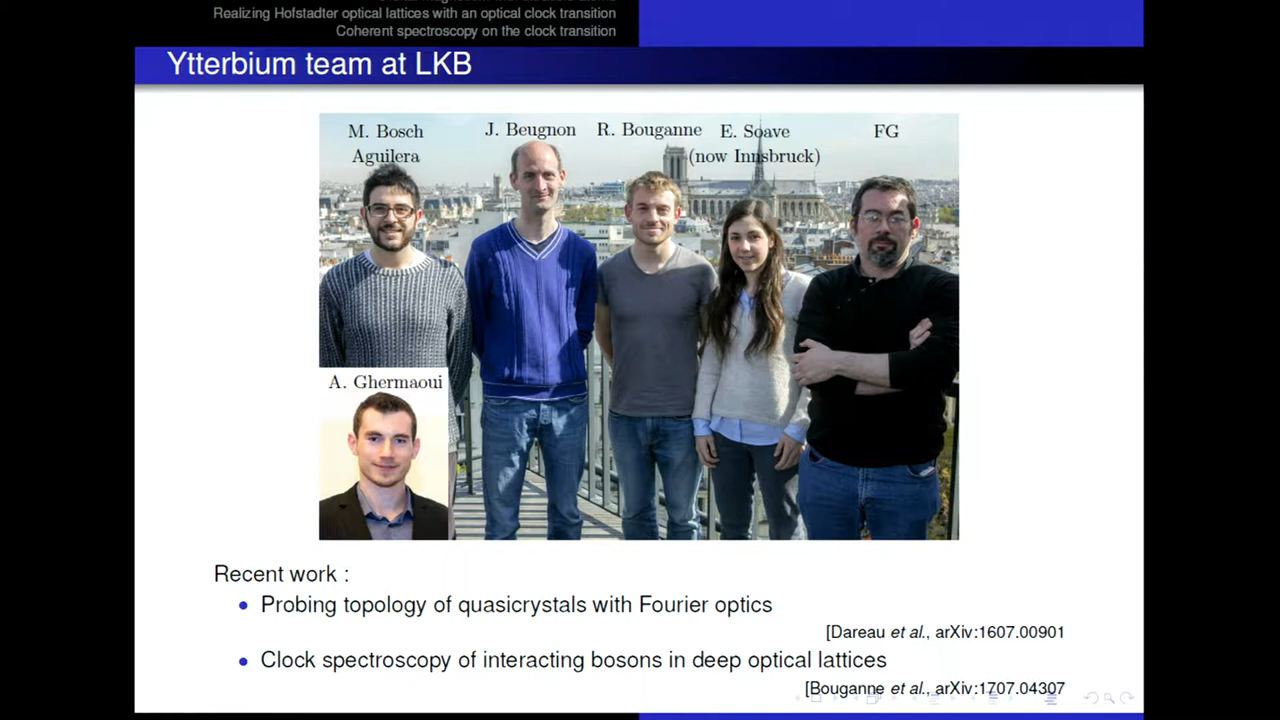 Realizing Hofstadter optical lattices with an optical clock transition
Coherent spectroscopy on the clock transition
Ytterbium team at LKB
M. Bosch
Aguilera
J. Beugnon
R. Bouganne
E. Soave
(now Innsbruck)
FG
A. Ghermaoui
Recent work :
• Probing topology of quasicrystals with Fourier optics
[Dareau et al., arXiv:1607.00901
• Clock spectroscopy of interacting bosons in deep optical lattices
[Bouganne et al., arXiv:1707.04307